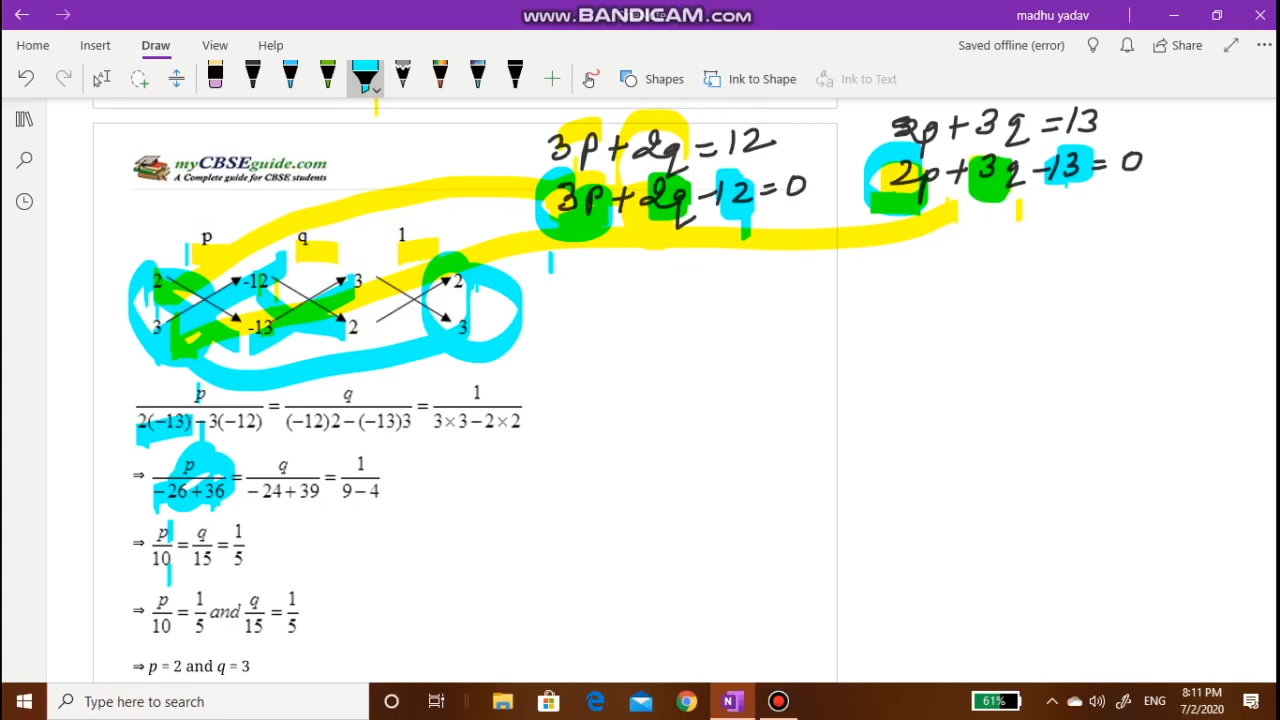 www.BANDICAM.com
madhu yadav
Home Insert Draw View Help
Saved offline (error)
Share
Shapes
Ink to Shape
Ink to Text
3p+2q=12
3p+2q-12=0
2p+3q=13
2p+3q-13=0
myCBSEguide.com
A Complete guide for CBSE students
p q 1
2 -12 3 2
3 -13 2 3
p/(2(−13)−3(−12)) = q/((−12)2−(−13)3) = 1/(3×3−2×2)
⇒ p/(−26+36) = q/(−24+39) = 1/(9−4)
⇒ p/10 = q/15 = 1/5
⇒ p/10 = 1/5 and q/15 = 1/5
⇒ p = 2 and q = 3
Type here to search
61%
ENG
8:11 PM
7/2/2020